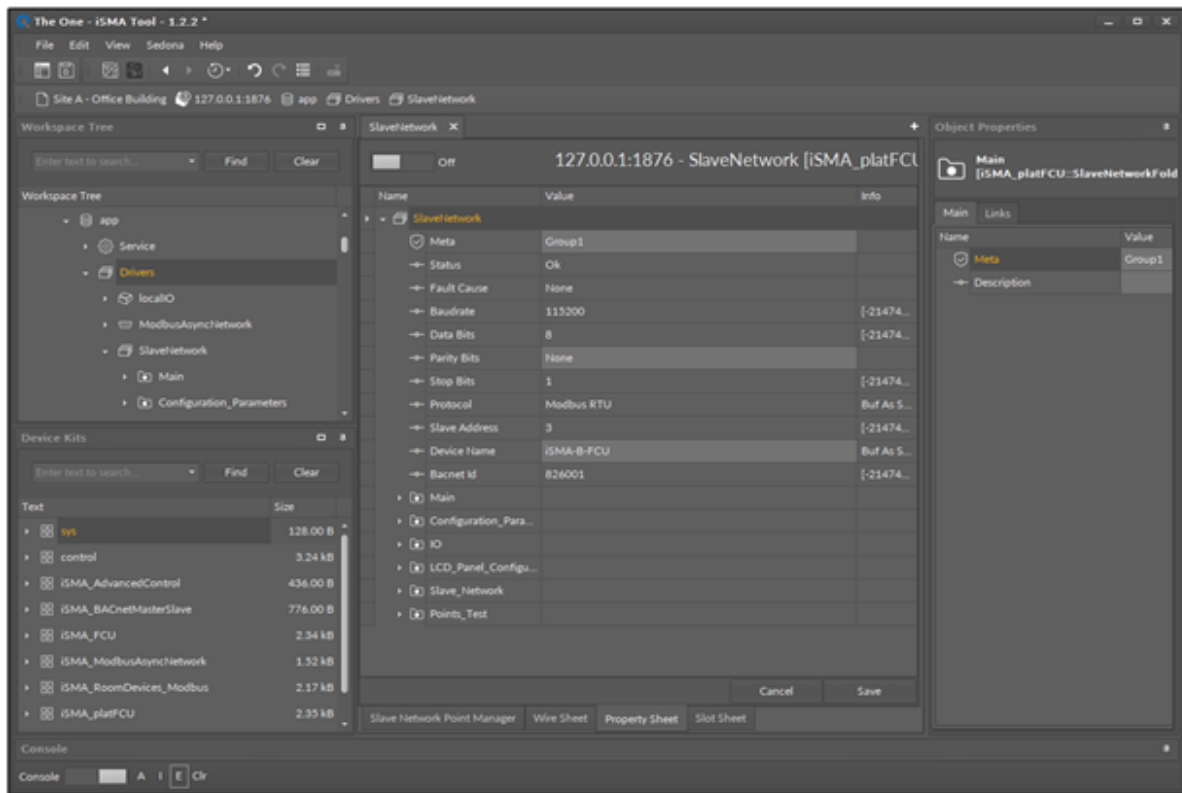 The One - iSMA Tool - 1.2.2 *
File Edit View Sedona Help
Site A - Office Building 127.0.0.1:1876 app Drivers SlaveNetwork
Workspace Tree
Enter text to search... Find Clear
Workspace Tree
app
Service
Drivers
localIO
ModbusAsyncNetwork
SlaveNetwork
Main
Configuration_Parameters
Device Kits
Enter text to search... Find Clear
Text Size
sys 128.00 B
control 3.24 kB
iSMA_AdvancedControl 436.00 B
iSMA_BACnetMasterSlave 776.00 B
iSMA_FCU 2.34 kB
iSMA_ModbusAsyncNetwork 1.52 kB
iSMA_RoomDevices_Modbus 2.17 kB
iSMA_platFCU 2.35 kB
SlaveNetwork
Off 127.0.0.1:1876 - SlaveNetwork [iSMA_platFCU
Name Value Info
SlaveNetwork
Meta Group1
Status Ok
Fault Cause None
Baudrate 115200 [-21474...
Data Bits 8 [-21474...
Parity Bits None
Stop Bits 1 [-21474...
Protocol Modbus RTU Buf As S...
Slave Address 3 [-21474...
Device Name iSMA-B-FCU Buf As S...
Bacnet Id 826001 [-21474...
Main
Configuration_Para...
IO
LCD_Panel_Configu...
Slave_Network
Points_Test
Cancel Save
Slave Network Point Manager Wire Sheet Property Sheet Slot Sheet
Object Properties
Main
[iSMA_platFCU::SlaveNetworkFold
Main Links
Name Value
Meta Group1
Description
Console
Console A I E Clr